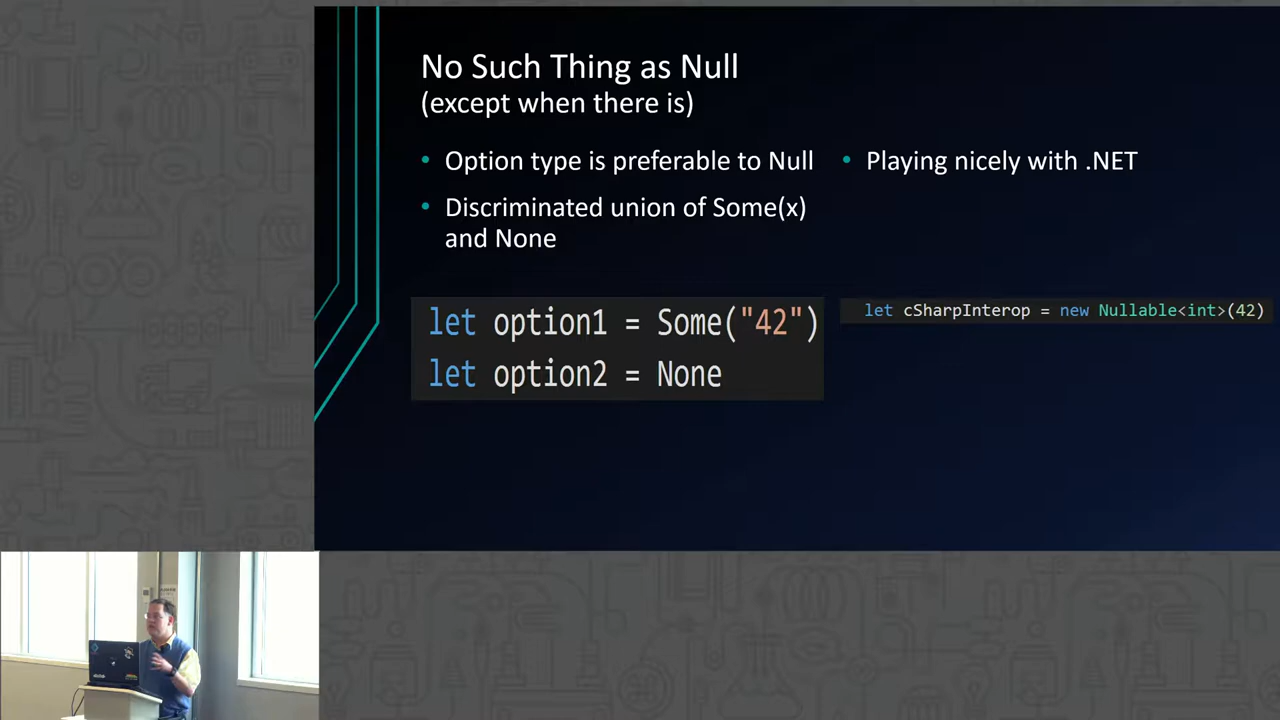 No Such Thing as Null
(except when there is)
• Option type is preferable to Null
• Discriminated union of Some(x)
and None
let option1 = Some("42")
let option2 = None
• Playing nicely with .NET
let cSharpInterop = new Nullable<int>(42)